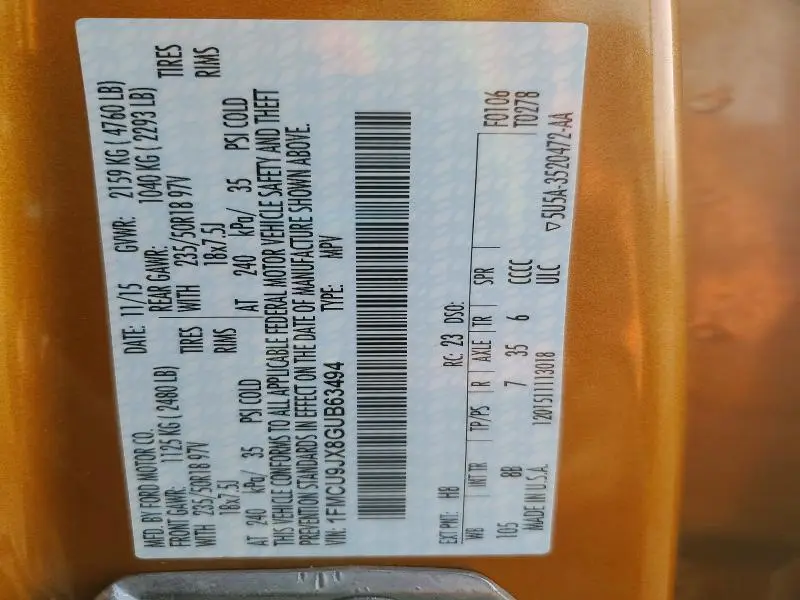 MFD. BY FORD MOTOR CO.
DATE: 11/15 GVWR: 2159 KG ( 4760 LB)
FRONT GAWR: 1125 KG ( 2480 LB) REAR GAWR: 1040 KG ( 2293 LB)
WITH 235/50R18 97V TIRES WITH 235/50R18 97V TIRES
18x7.5J RIMS 18x7.5J RIMS
AT 240 kPa/ 35 PSI COLD AT 240 kPa/ 35 PSI COLD
THIS VEHICLE CONFORMS TO ALL APPLICABLE FEDERAL MOTOR VEHICLE SAFETY AND THEFT
PREVENTION STANDARDS IN EFFECT ON THE DATE OF MANUFACTURE SHOWN ABOVE.
VIN: 1FMCU9JX8GUB63494 TYPE: MPV
EXT PNT: H8 RC: 23 DSO: F0106
T0278
WB INT TR TP/PS R AXLE TR SPR
105 8B 7 35 6 CCCC
ULC
MADE IN U.S.A. 1201511113018 ▽5U5A-3520472-AA